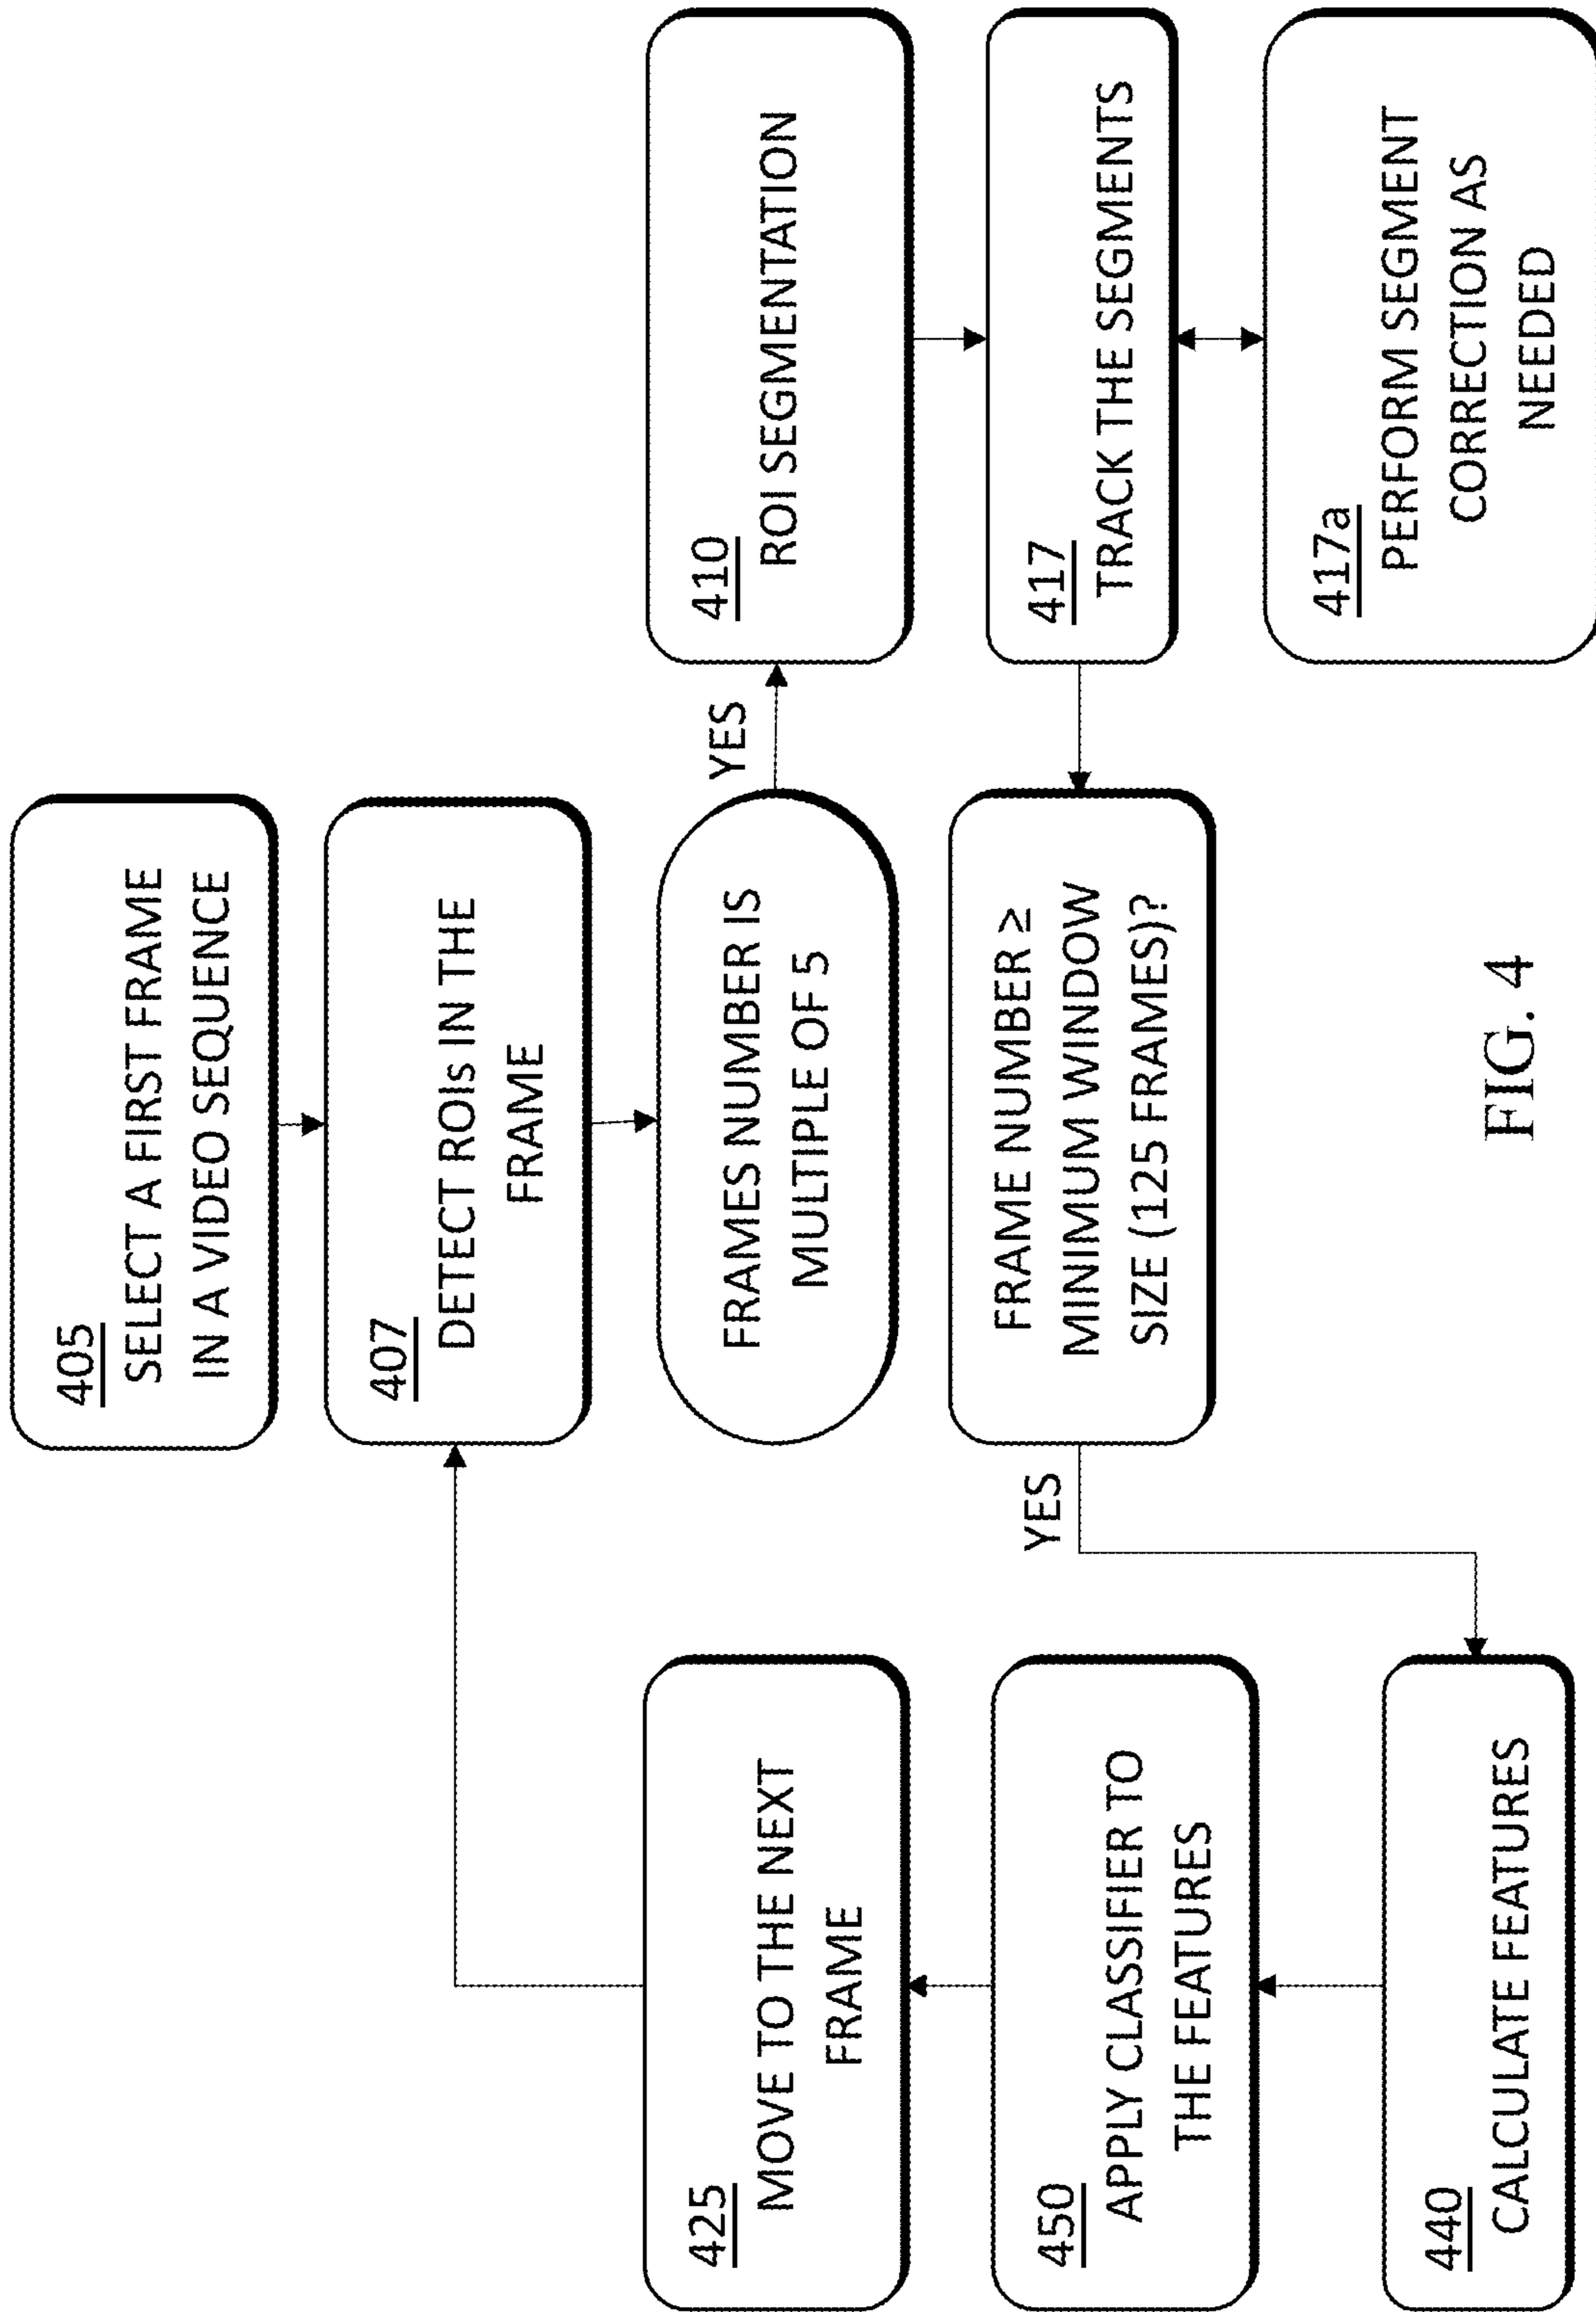 405
SELECT A FIRST FRAME
IN A VIDEO SEQUENCE
407
DETECT ROIs IN THE
FRAME
FRAMES NUMBER IS
MULTIPLE OF 5
YES
410
ROI SEGMENTATION
417
TRACK THE SEGMENTS
417a
PERFORM SEGMENT
CORRECTION AS
NEEDED
FRAME NUMBER ≥
MINIMUM WINDOW
SIZE (125 FRAMES)?
YES
440
CALCULATE FEATURES
450
APPLY CLASSIFIER TO
THE FEATURES
425
MOVE TO THE NEXT
FRAME
FIG. 4